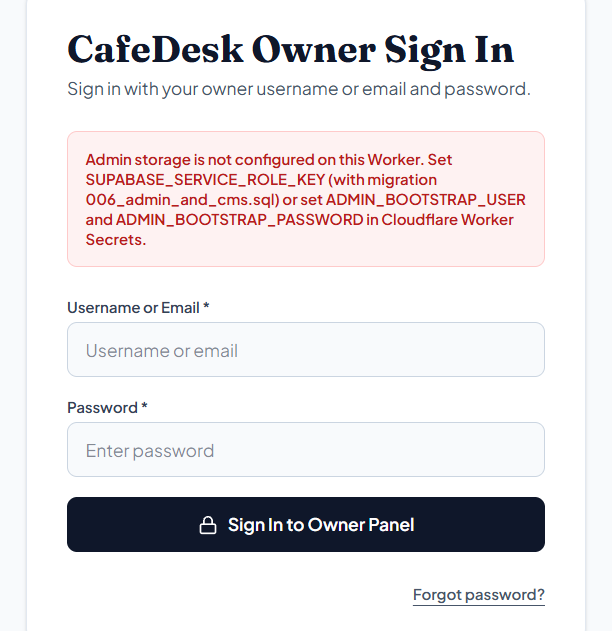 CafeDesk Owner Sign In
Sign in with your owner username or email and password.
Admin storage is not configured on this Worker. Set
SUPABASE_SERVICE_ROLE_KEY (with migration
006_admin_and_cms.sql) or set ADMIN_BOOTSTRAP_USER
and ADMIN_BOOTSTRAP_PASSWORD in Cloudflare Worker
Secrets.
Username or Email *
Username or email
Password *
Enter password
Sign In to Owner Panel
Forgot password?